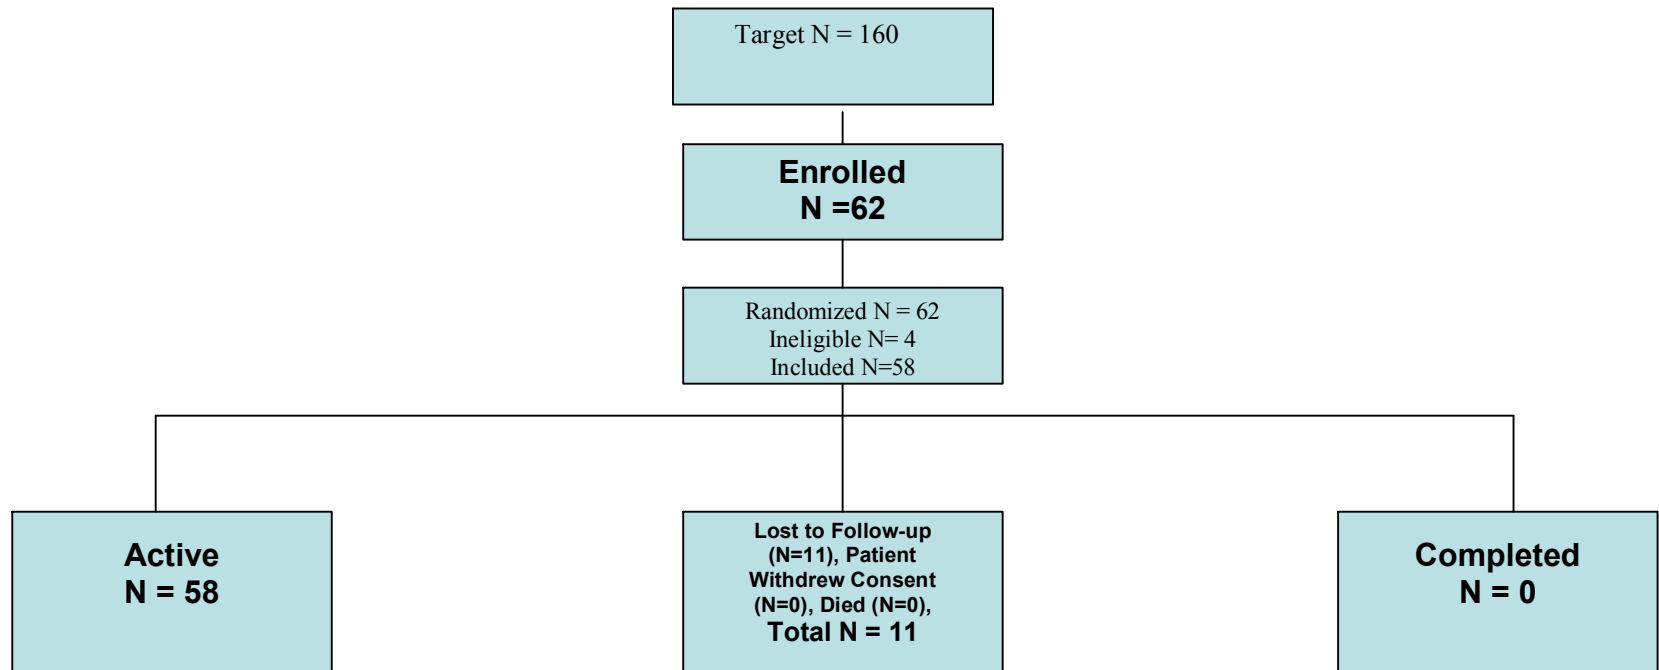 Target N = 160
Enrolled
N =62
Randomized N = 62
Ineligible N= 4
Included N=58
Active
N = 58
Lost to Follow-up
(N=11), Patient
Withdrew Consent
(N=0), Died (N=0),
Total N = 11
Completed
N = 0